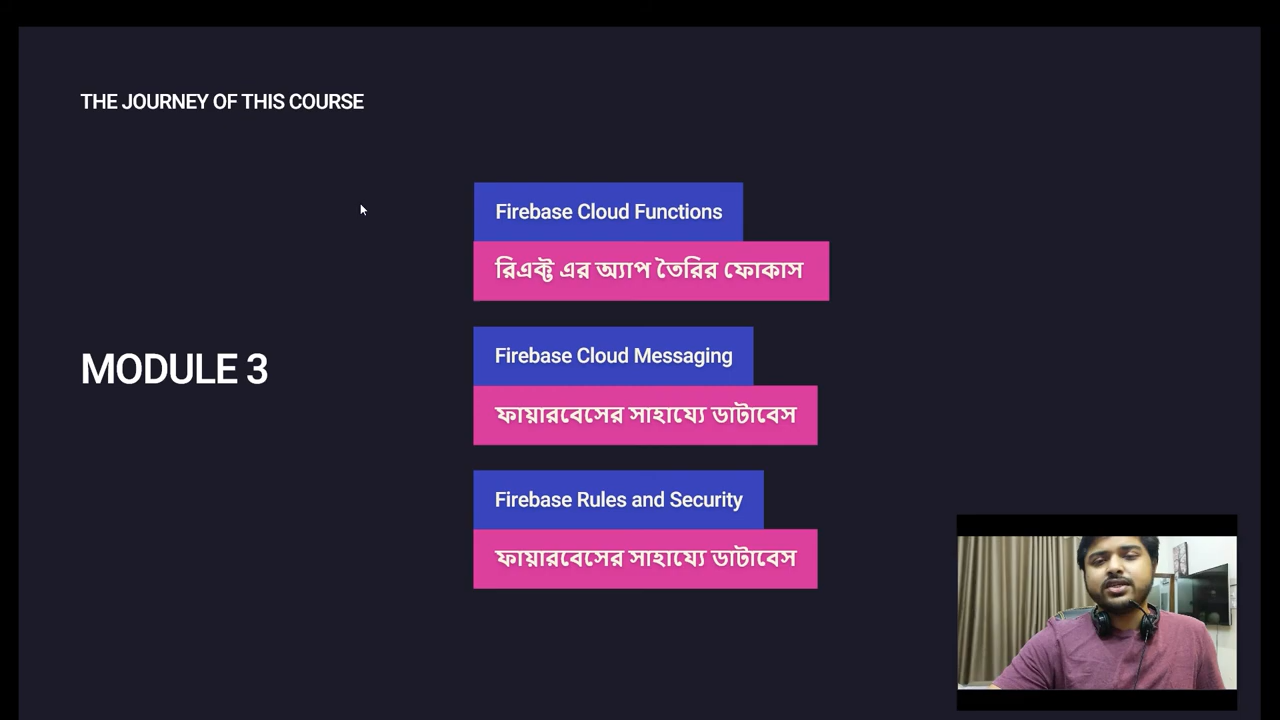 THE JOURNEY OF THIS COURSE
MODULE 3
Firebase Cloud Functions
রিএক্ট এর অ্যাপ তৈরির ফোকাস
Firebase Cloud Messaging
ফায়ারবেসের সাহায্যে ডাটাবেস
Firebase Rules and Security
ফায়ারবেসের সাহায্যে ডাটাবেস